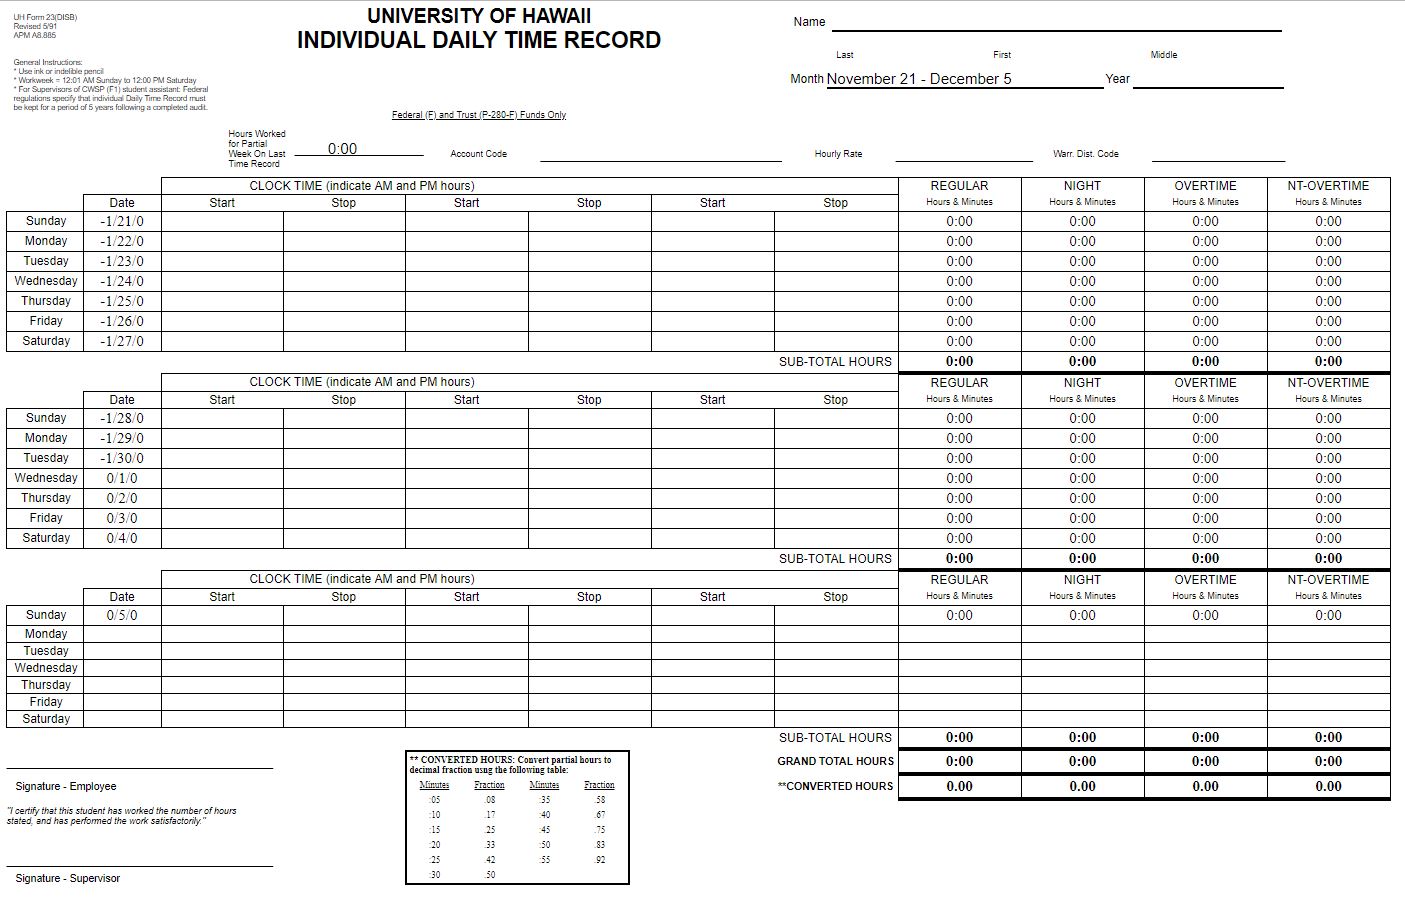 UH Form 23(DISB)
Revised 5/91
APM A8.885
UNIVERSITY OF HAWAII
INDIVIDUAL DAILY TIME RECORD
Name
Last First Middle
Month November 21 - December 5 Year
General Instructions:
* Use ink or indelible pencil
* Workweek = 12:01 AM Sunday to 12:00 PM Saturday
* For Supervisors of CWSP (F1) student assistant: Federal
regulations specify that individual Daily Time Record must
be kept for a period of 5 years following a completed audit.
Federal (F) and Trust (P-280-F) Funds Only
Hours Worked
for Partial
Week On Last
Time Record
0:00
Account Code Hourly Rate Warr. Dist. Code
CLOCK TIME (indicate AM and PM hours) REGULAR NIGHT OVERTIME NT-OVERTIME
Date Start Stop Start Stop Start Stop Hours & Minutes Hours & Minutes Hours & Minutes Hours & Minutes
Sunday -1/21/0 0:00 0:00 0:00 0:00
Monday -1/22/0 0:00 0:00 0:00 0:00
Tuesday -1/23/0 0:00 0:00 0:00 0:00
Wednesday -1/24/0 0:00 0:00 0:00 0:00
Thursday -1/25/0 0:00 0:00 0:00 0:00
Friday -1/26/0 0:00 0:00 0:00 0:00
Saturday -1/27/0 0:00 0:00 0:00 0:00
SUB-TOTAL HOURS 0:00 0:00 0:00 0:00
CLOCK TIME (indicate AM and PM hours) REGULAR NIGHT OVERTIME NT-OVERTIME
Date Start Stop Start Stop Start Stop Hours & Minutes Hours & Minutes Hours & Minutes Hours & Minutes
Sunday -1/28/0 0:00 0:00 0:00 0:00
Monday -1/29/0 0:00 0:00 0:00 0:00
Tuesday -1/30/0 0:00 0:00 0:00 0:00
Wednesday 0/1/0 0:00 0:00 0:00 0:00
Thursday 0/2/0 0:00 0:00 0:00 0:00
Friday 0/3/0 0:00 0:00 0:00 0:00
Saturday 0/4/0 0:00 0:00 0:00 0:00
SUB-TOTAL HOURS 0:00 0:00 0:00 0:00
CLOCK TIME (indicate AM and PM hours) REGULAR NIGHT OVERTIME NT-OVERTIME
Date Start Stop Start Stop Start Stop Hours & Minutes Hours & Minutes Hours & Minutes Hours & Minutes
Sunday 0/5/0 0:00 0:00 0:00 0:00
Monday
Tuesday
Wednesday
Thursday
Friday
Saturday
SUB-TOTAL HOURS 0:00 0:00 0:00 0:00
GRAND TOTAL HOURS 0:00 0:00 0:00 0:00
**CONVERTED HOURS 0.00 0.00 0.00 0.00
Signature - Employee
"I certify that this student has worked the number of hours
stated, and has performed the work satisfactorily."
Signature - Supervisor
** CONVERTED HOURS: Convert partial hours to
decimal fraction usng the following table:
Minutes Fraction Minutes Fraction
:05 .08 :35 .58
:10 .17 :40 .67
:15 .25 :45 .75
:20 .33 :50 .83
:25 .42 :55 .92
:30 .50